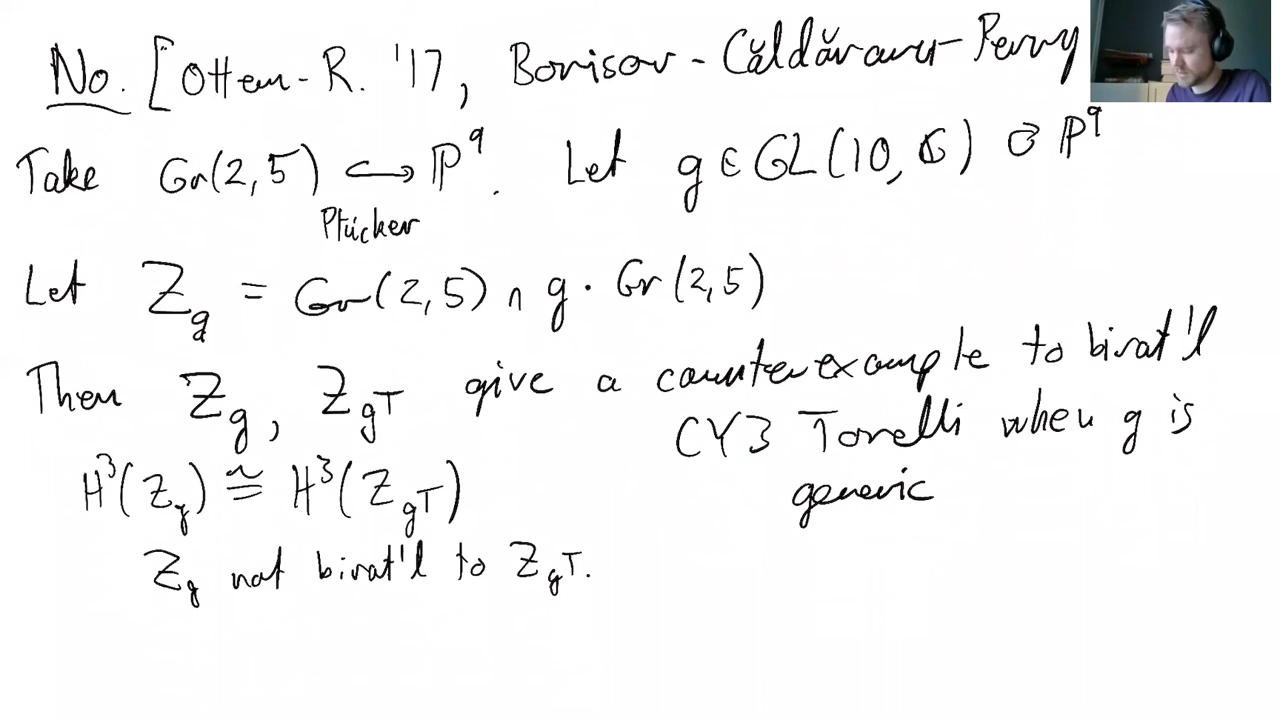 No. [Ottem-R. '17, Borisov-Căldăraru-Perry
Take Gr(2,5) ↪ ℙ⁹. Let g ∈ GL(10, ℂ) ↻ ℙ⁹
Plücker
Let Z_g = Gr(2,5) ∩ g · Gr(2,5)
Then Z_g, Z_{g^T} give a counterexample to birat'l
CY3 Torelli when g is
generic
H³(Z_g) ≅ H³(Z_{g^T})
Z_g not birat'l to Z_{g^T}.